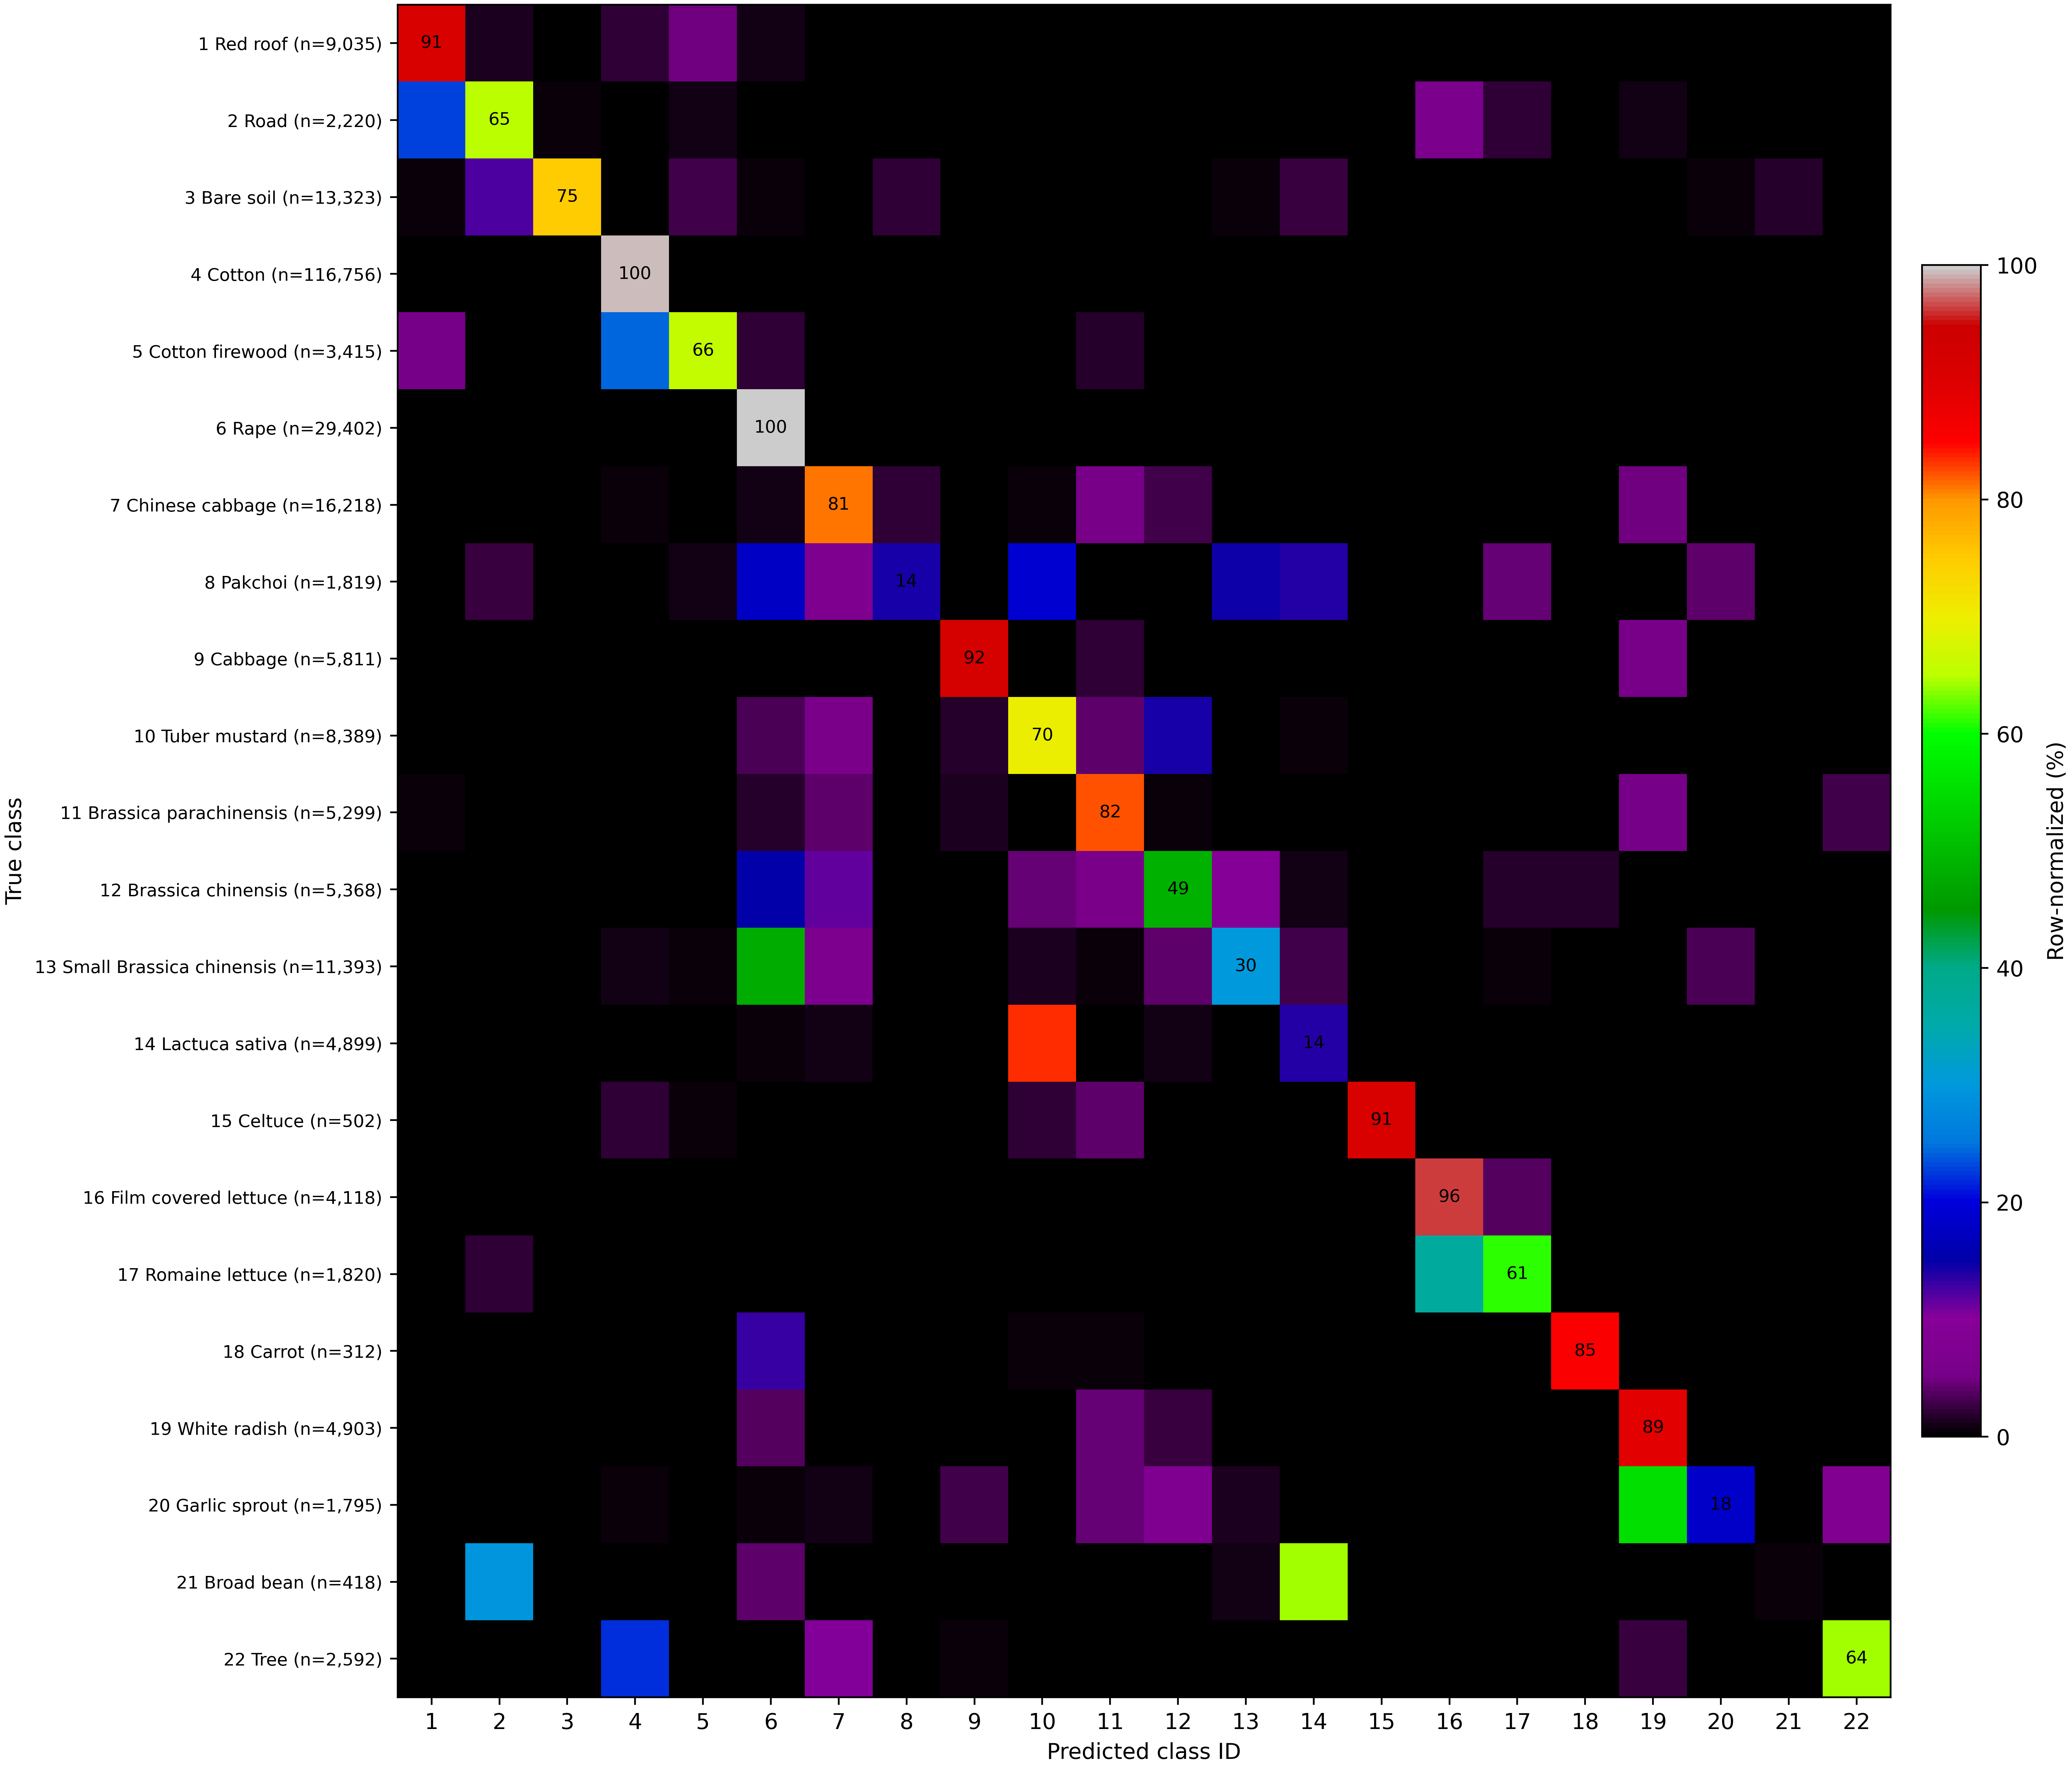 1 Red roof (n=9,035)
91
2 Road (n=2,220)
65
3 Bare soil (n=13,323)
75
4 Cotton (n=116,756)
100
5 Cotton firewood (n=3,415)
66
6 Rape (n=29,402)
100
7 Chinese cabbage (n=16,218)
81
8 Pakchoi (n=1,819)
14
9 Cabbage (n=5,811)
92
10 Tuber mustard (n=8,389)
70
11 Brassica parachinensis (n=5,299)
82
12 Brassica chinensis (n=5,368)
49
13 Small Brassica chinensis (n=11,393)
30
14 Lactuca sativa (n=4,899)
14
15 Celtuce (n=502)
91
16 Film covered lettuce (n=4,118)
96
17 Romaine lettuce (n=1,820)
61
18 Carrot (n=312)
85
19 White radish (n=4,903)
89
20 Garlic sprout (n=1,795)
18
21 Broad bean (n=418)
22 Tree (n=2,592)
64
True class
1 2 3 4 5 6 7 8 9 10 11 12 13 14 15 16 17 18 19 20 21 22
Predicted class ID
100
80
60
40
20
0
Row-normalized (%)